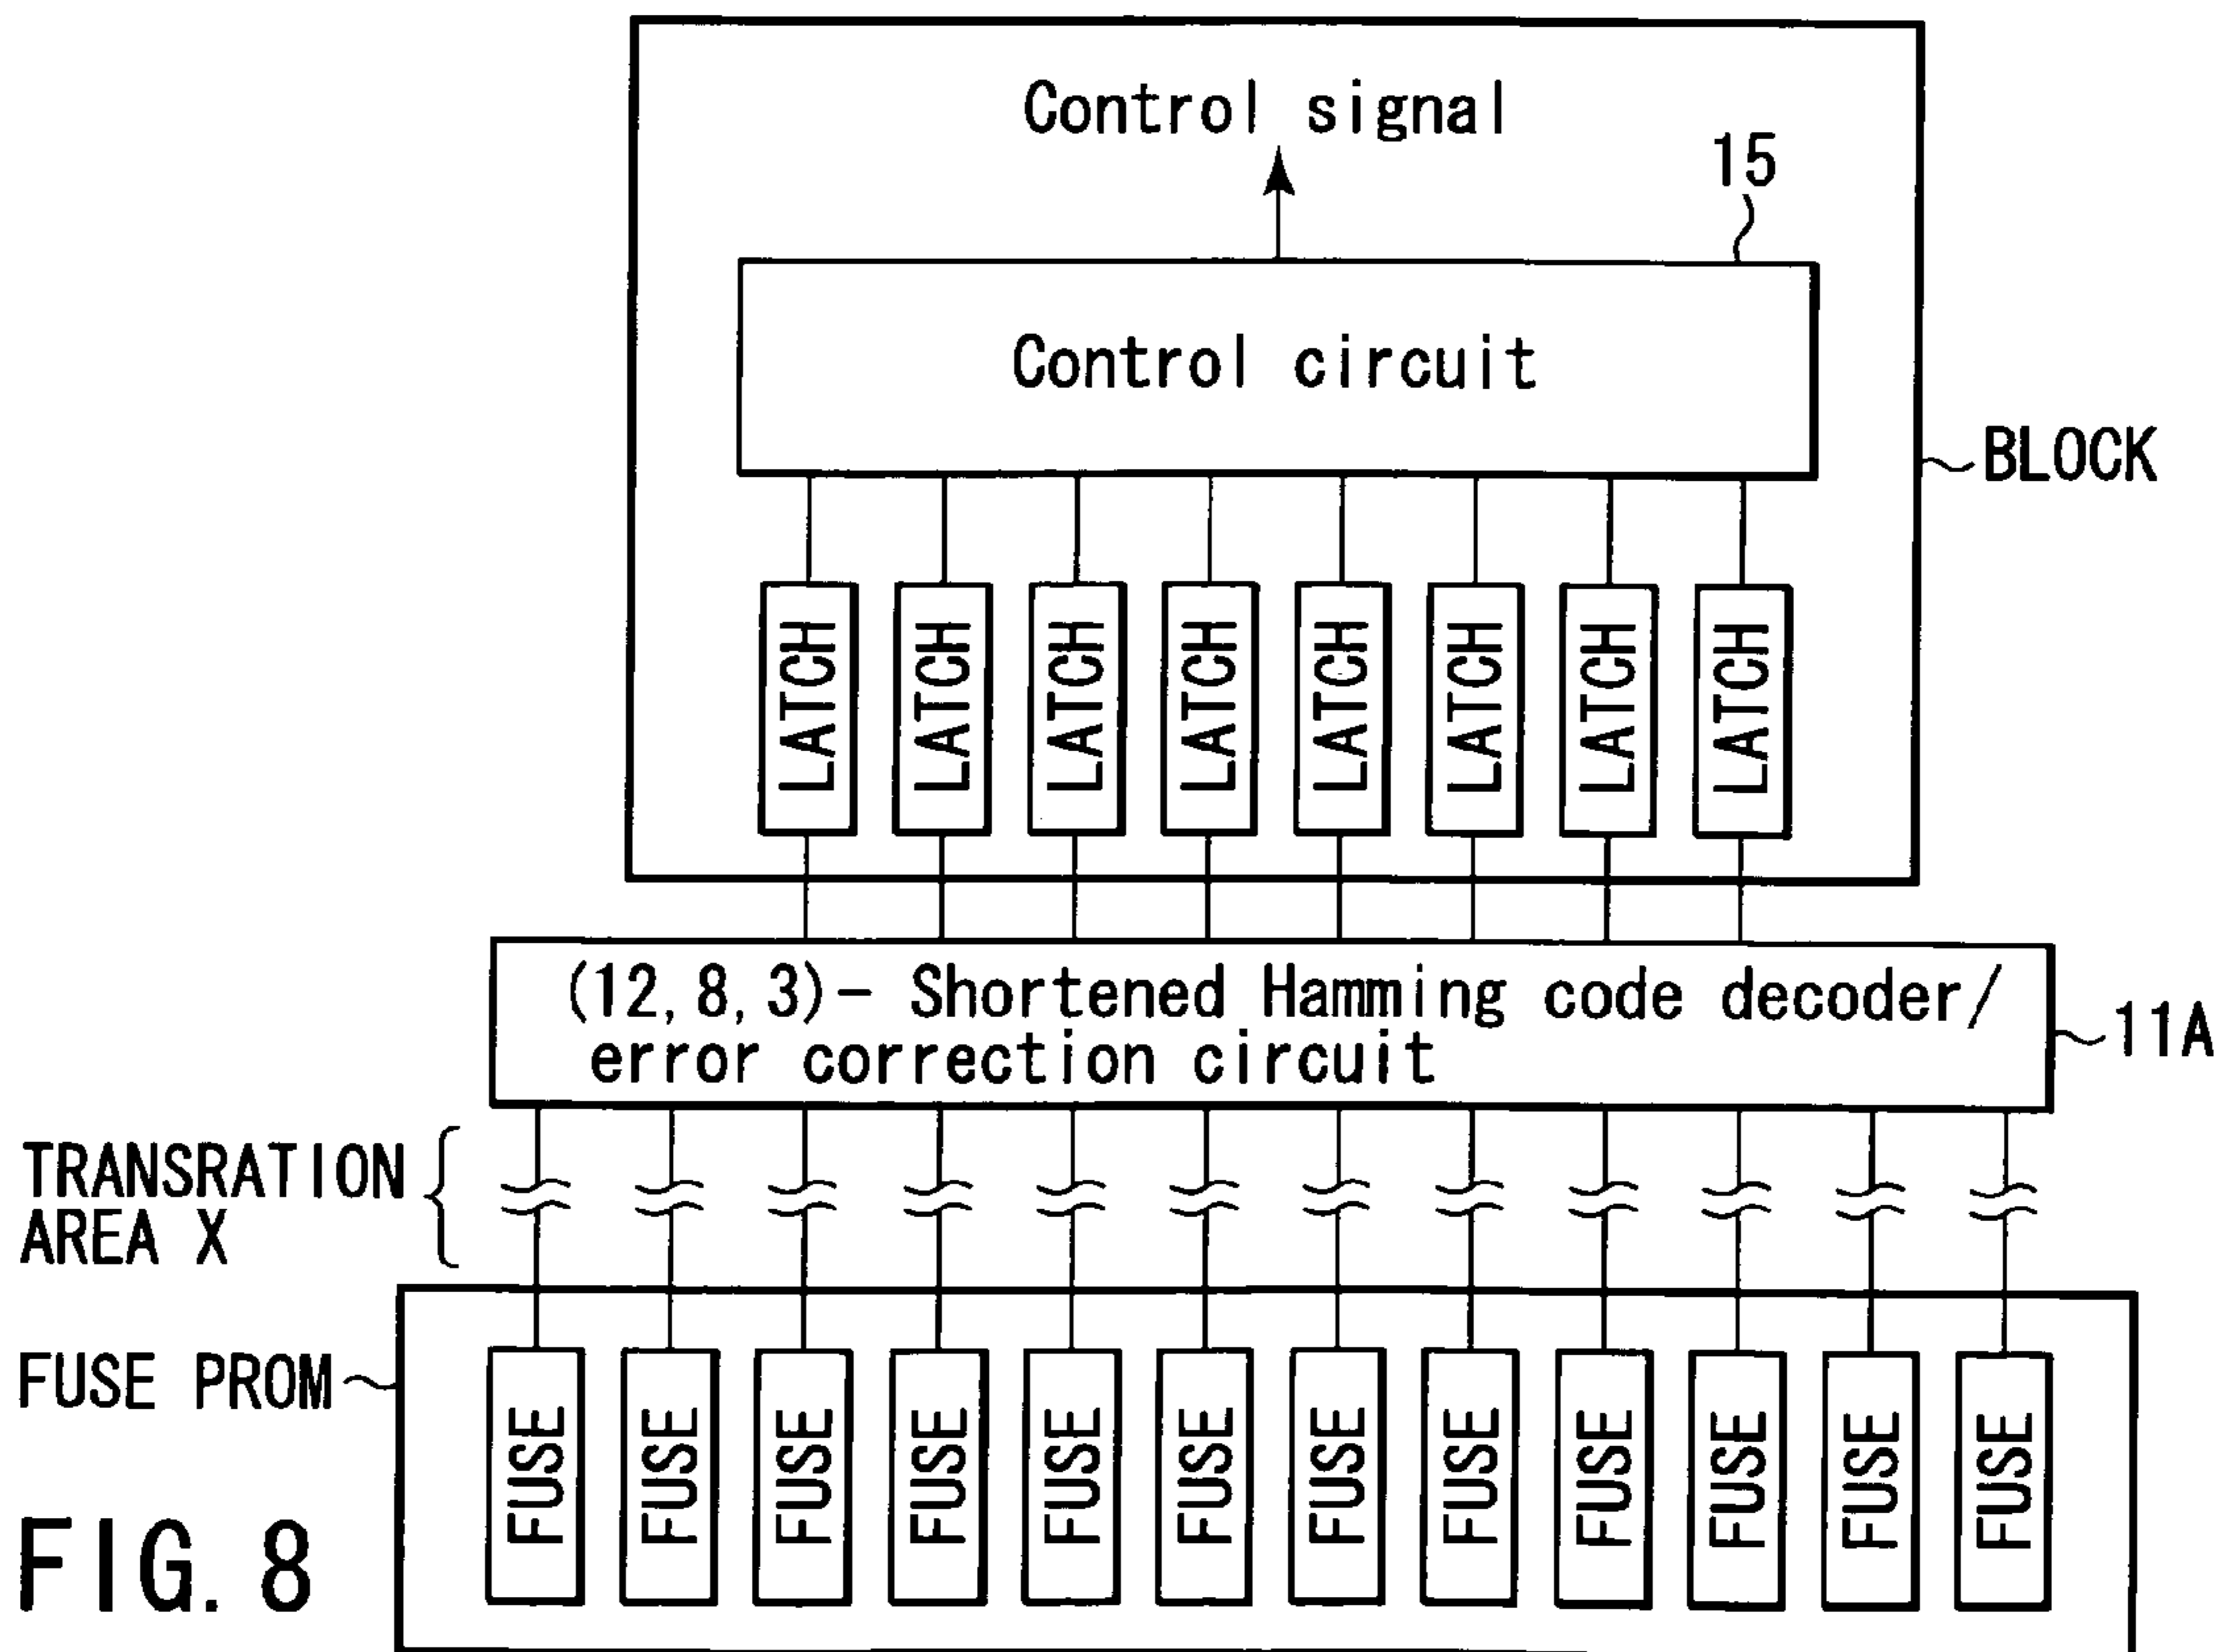 Control signal
15
Control circuit
BLOCK
LATCH
LATCH
LATCH
LATCH
LATCH
LATCH
LATCH
LATCH
(12, 8, 3)- Shortened Hamming code decoder/
error correction circuit
11A
TRANSRATION
AREA X
FUSE PROM
FUSE
FUSE
FUSE
FUSE
FUSE
FUSE
FUSE
FUSE
FUSE
FUSE
FUSE
FUSE
FIG. 8